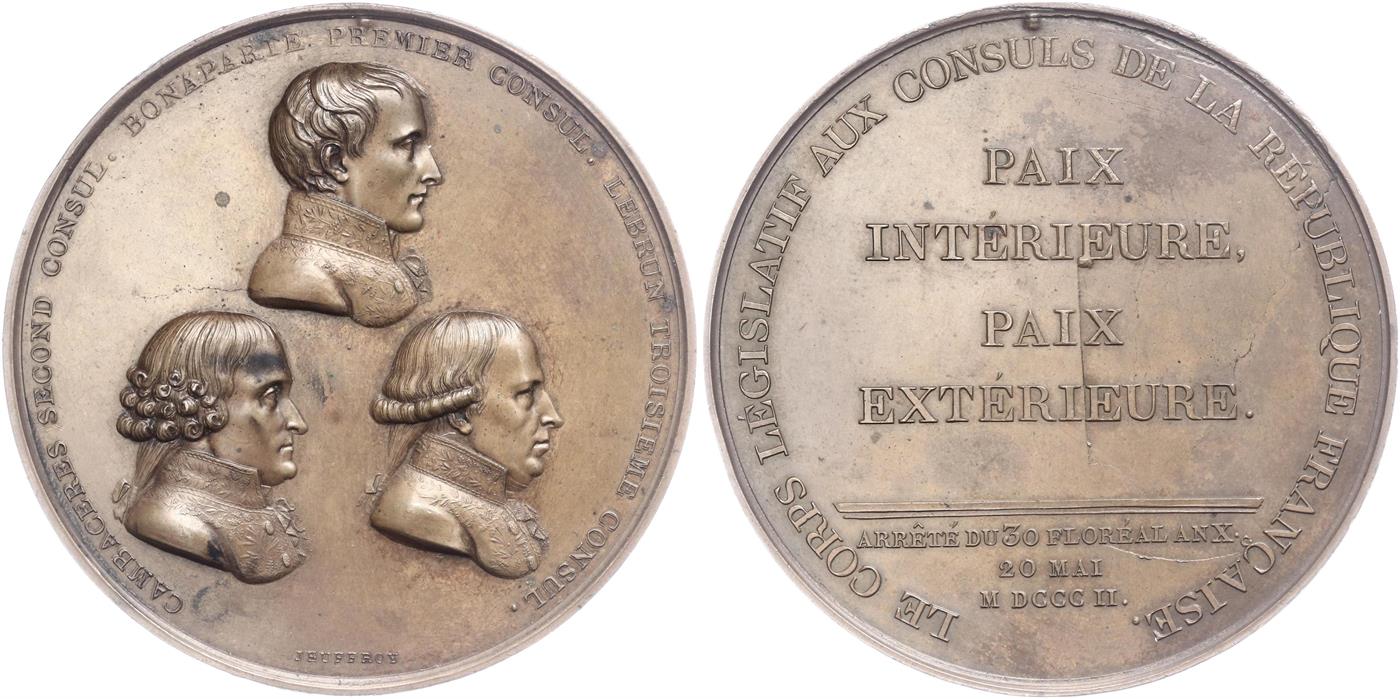 CAMBACERES SECOND CONSUL. BONAPARTE PREMIER CONSUL. LEBRUN TROISIEME CONSUL.
JEUFFROY
LE CORPS LÉGISLATIF AUX CONSULS DE LA RÉPUBLIQUE FRANÇAISE.
PAIX
INTÉRIEURE,
PAIX
EXTÉRIEURE.
ARRÊTÉ DU 30 FLORÉAL AN X.
20 MAI
M DCCC II.